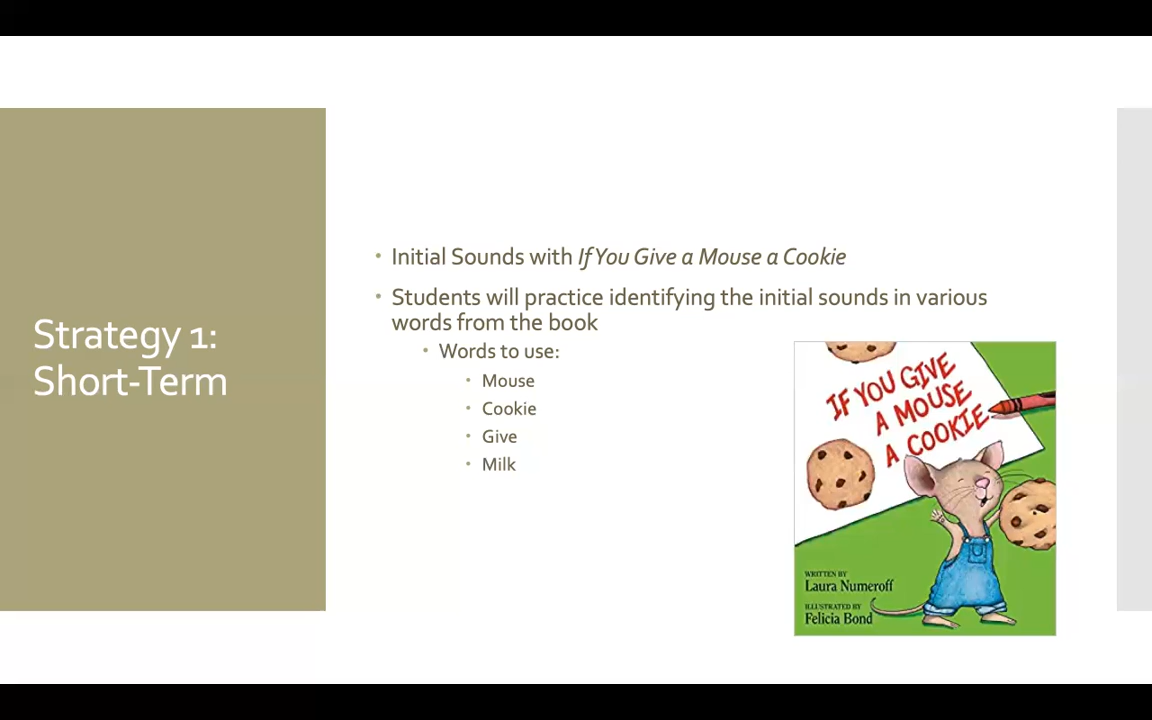 Strategy 1:
Short-Term
• Initial Sounds with If You Give a Mouse a Cookie
• Students will practice identifying the initial sounds in various
words from the book
• Words to use:
• Mouse
• Cookie
• Give
• Milk
IF YOU GIVE
A MOUSE
A COOKIE
WRITTEN BY
Laura Numeroff
ILLUSTRATED BY
Felicia Bond